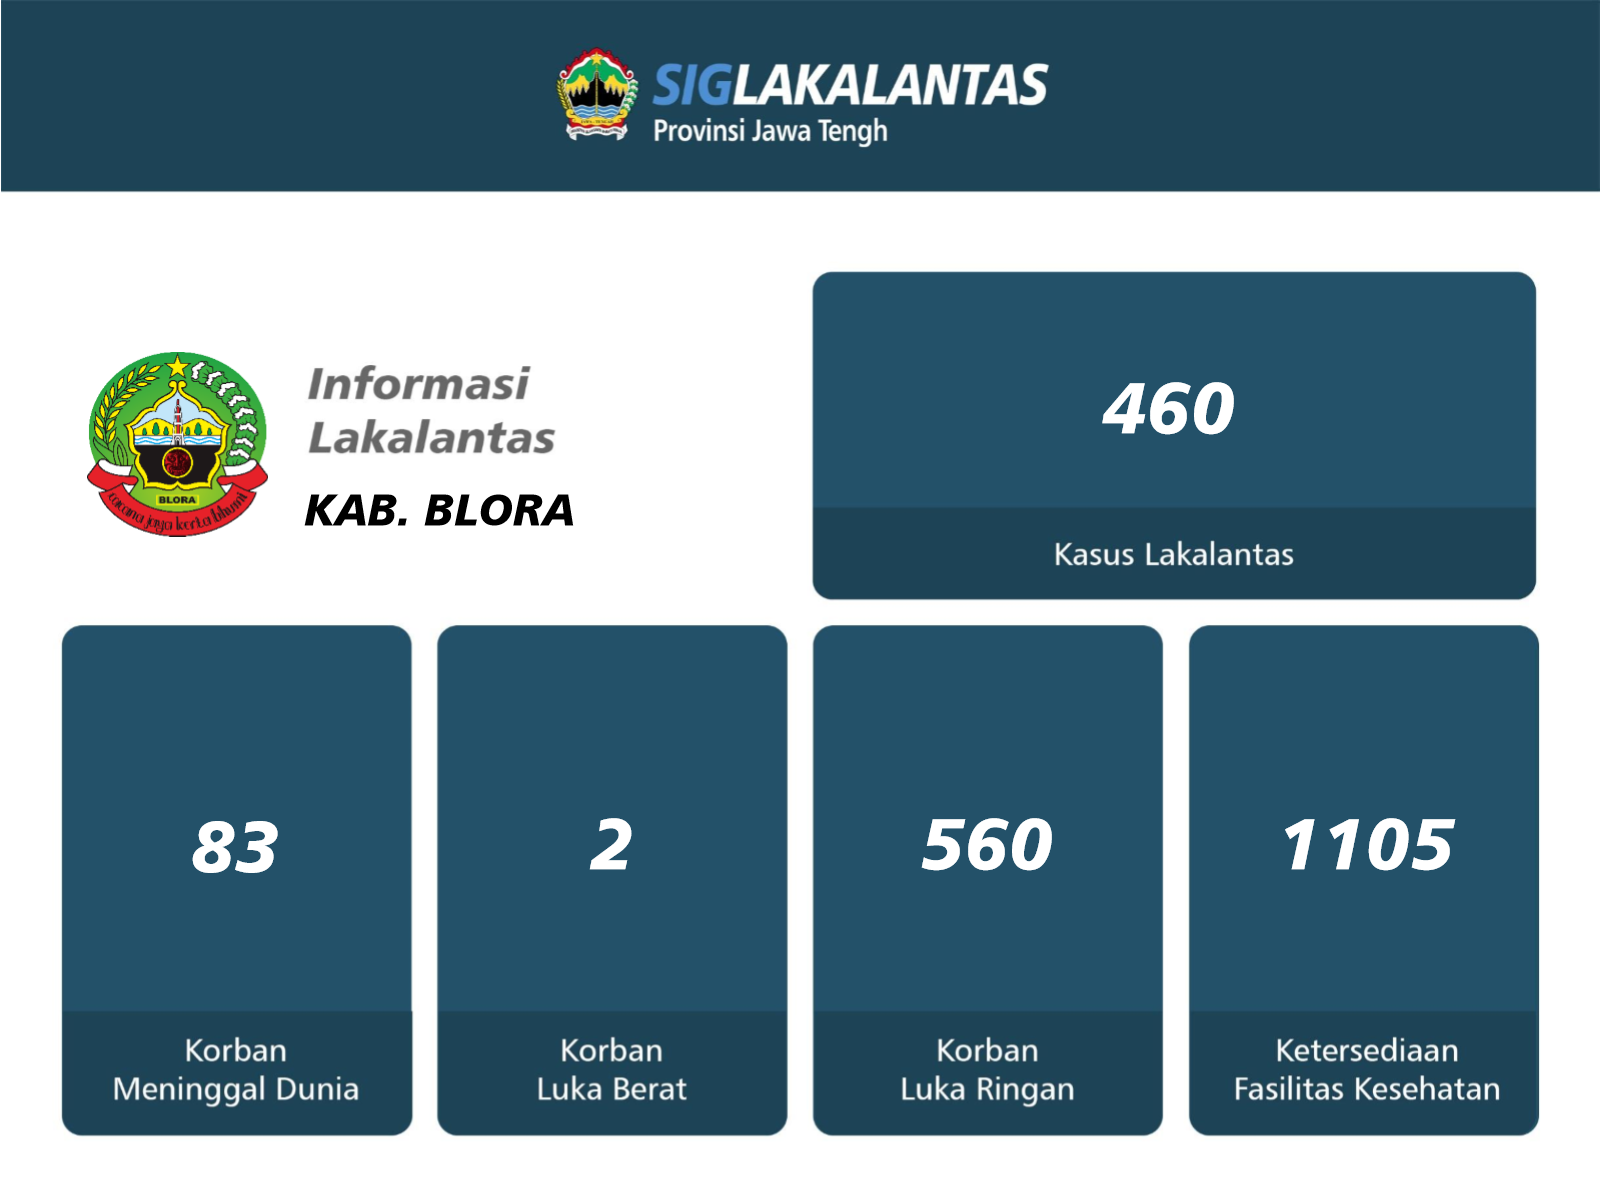 SIGLAKALANTAS
Provinsi Jawa Tengh
Informasi
Lakalantas
KAB. BLORA
BLORA
cacana jaya kerta bhumi
460
Kasus Lakalantas
83
Korban
Meninggal Dunia
2
Korban
Luka Berat
560
Korban
Luka Ringan
1105
Ketersediaan
Fasilitas Kesehatan